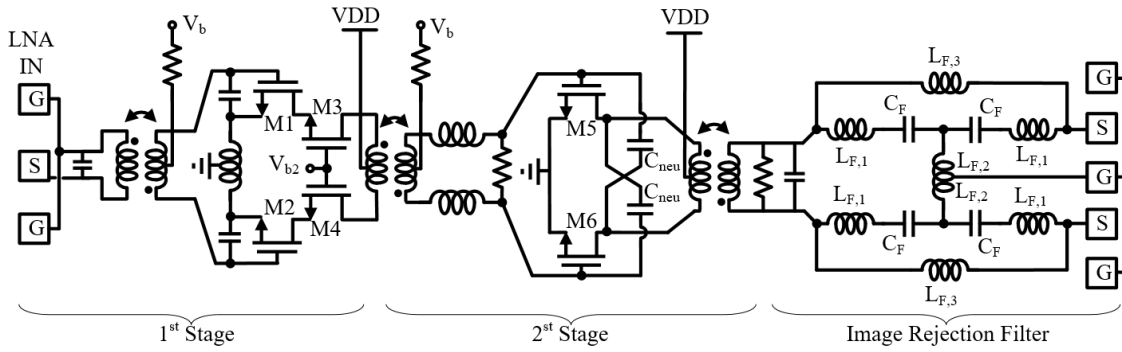 LNA
IN
G
S
G
V_b
VDD
M1
M3
V_b2
M2
M4
V_b
VDD
M5
C_neu
C_neu
M6
L_F,3
C_F
C_F
L_F,1
L_F,1
L_F,2
L_F,2
L_F,1
L_F,1
C_F
C_F
L_F,3
G
S
G
S
G
1^st Stage
2^st Stage
Image Rejection Filter